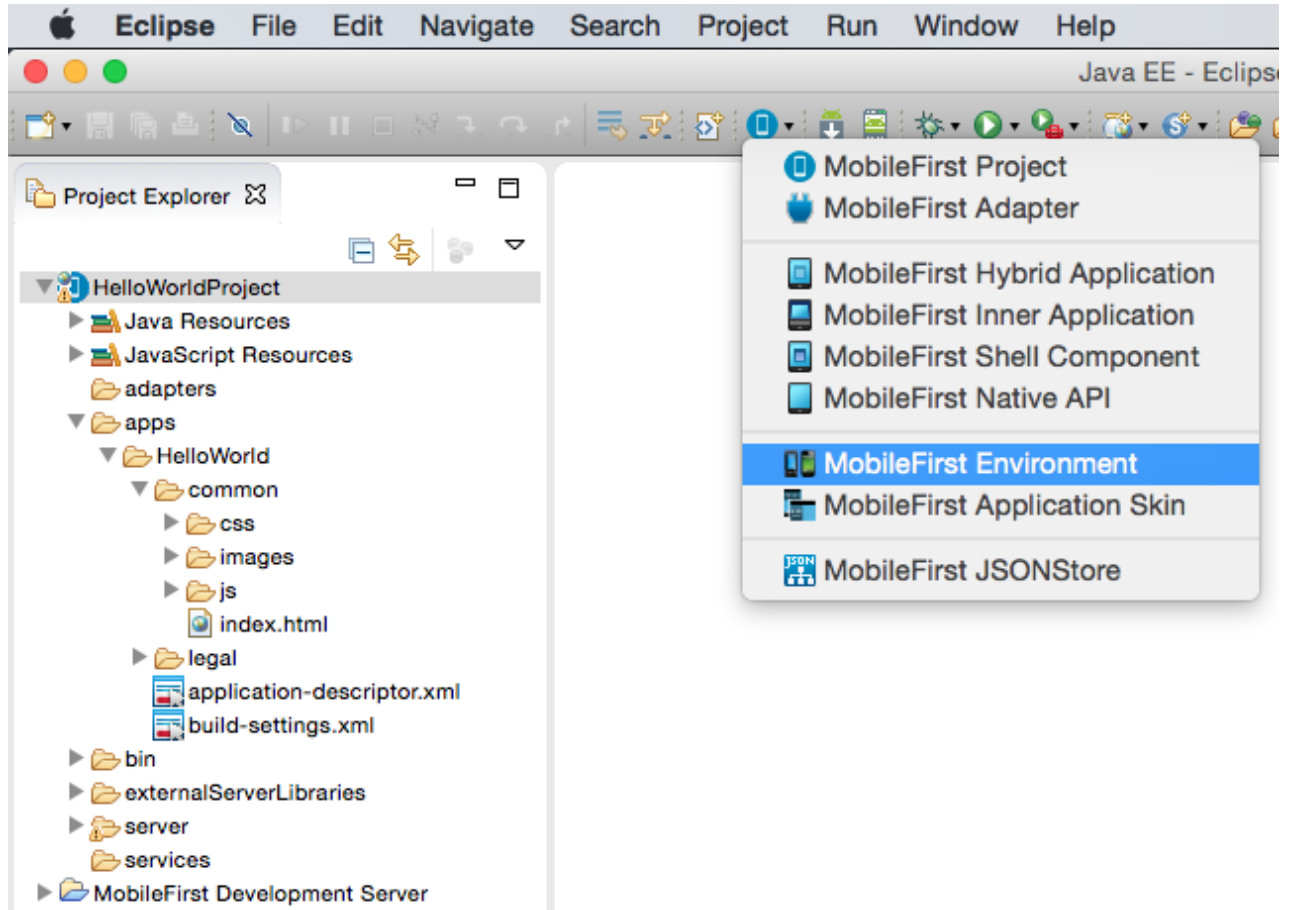 Eclipse File Edit Navigate Search Project Run Window Help
Java EE - Eclips
Project Explorer
HelloWorldProject
Java Resources
JavaScript Resources
adapters
apps
HelloWorld
common
css
images
js
index.html
legal
application-descriptor.xml
build-settings.xml
bin
externalServerLibraries
server
services
MobileFirst Development Server
MobileFirst Project
MobileFirst Adapter
MobileFirst Hybrid Application
MobileFirst Inner Application
MobileFirst Shell Component
MobileFirst Native API
MobileFirst Environment
MobileFirst Application Skin
JSON
MobileFirst JSONStore